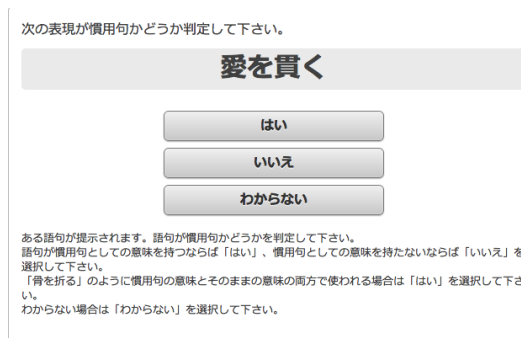 次の表現が慣用句かどうか判定して下さい。
愛を貫く
はい
いいえ
わからない
ある語句が提示されます。語句が慣用句かどうかを判定して下さい。
語句が慣用句としての意味を持つならば「はい」、慣用句としての意味を持たないならば「いいえ」を
選択して下さい。
「骨を折る」のように慣用句の意味とそのままの意味の両方で使われる場合は「はい」を選択して下さ
い。
わからない場合は「わからない」を選択して下さい。